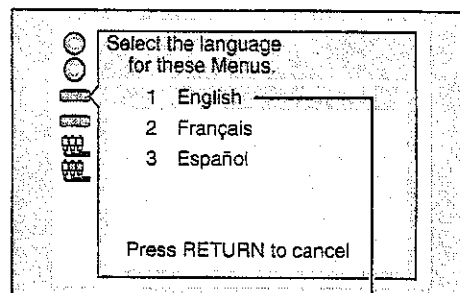 Select the language
for these Menus.
1 English
2 Français
3 Español
Press RETURN to cancel